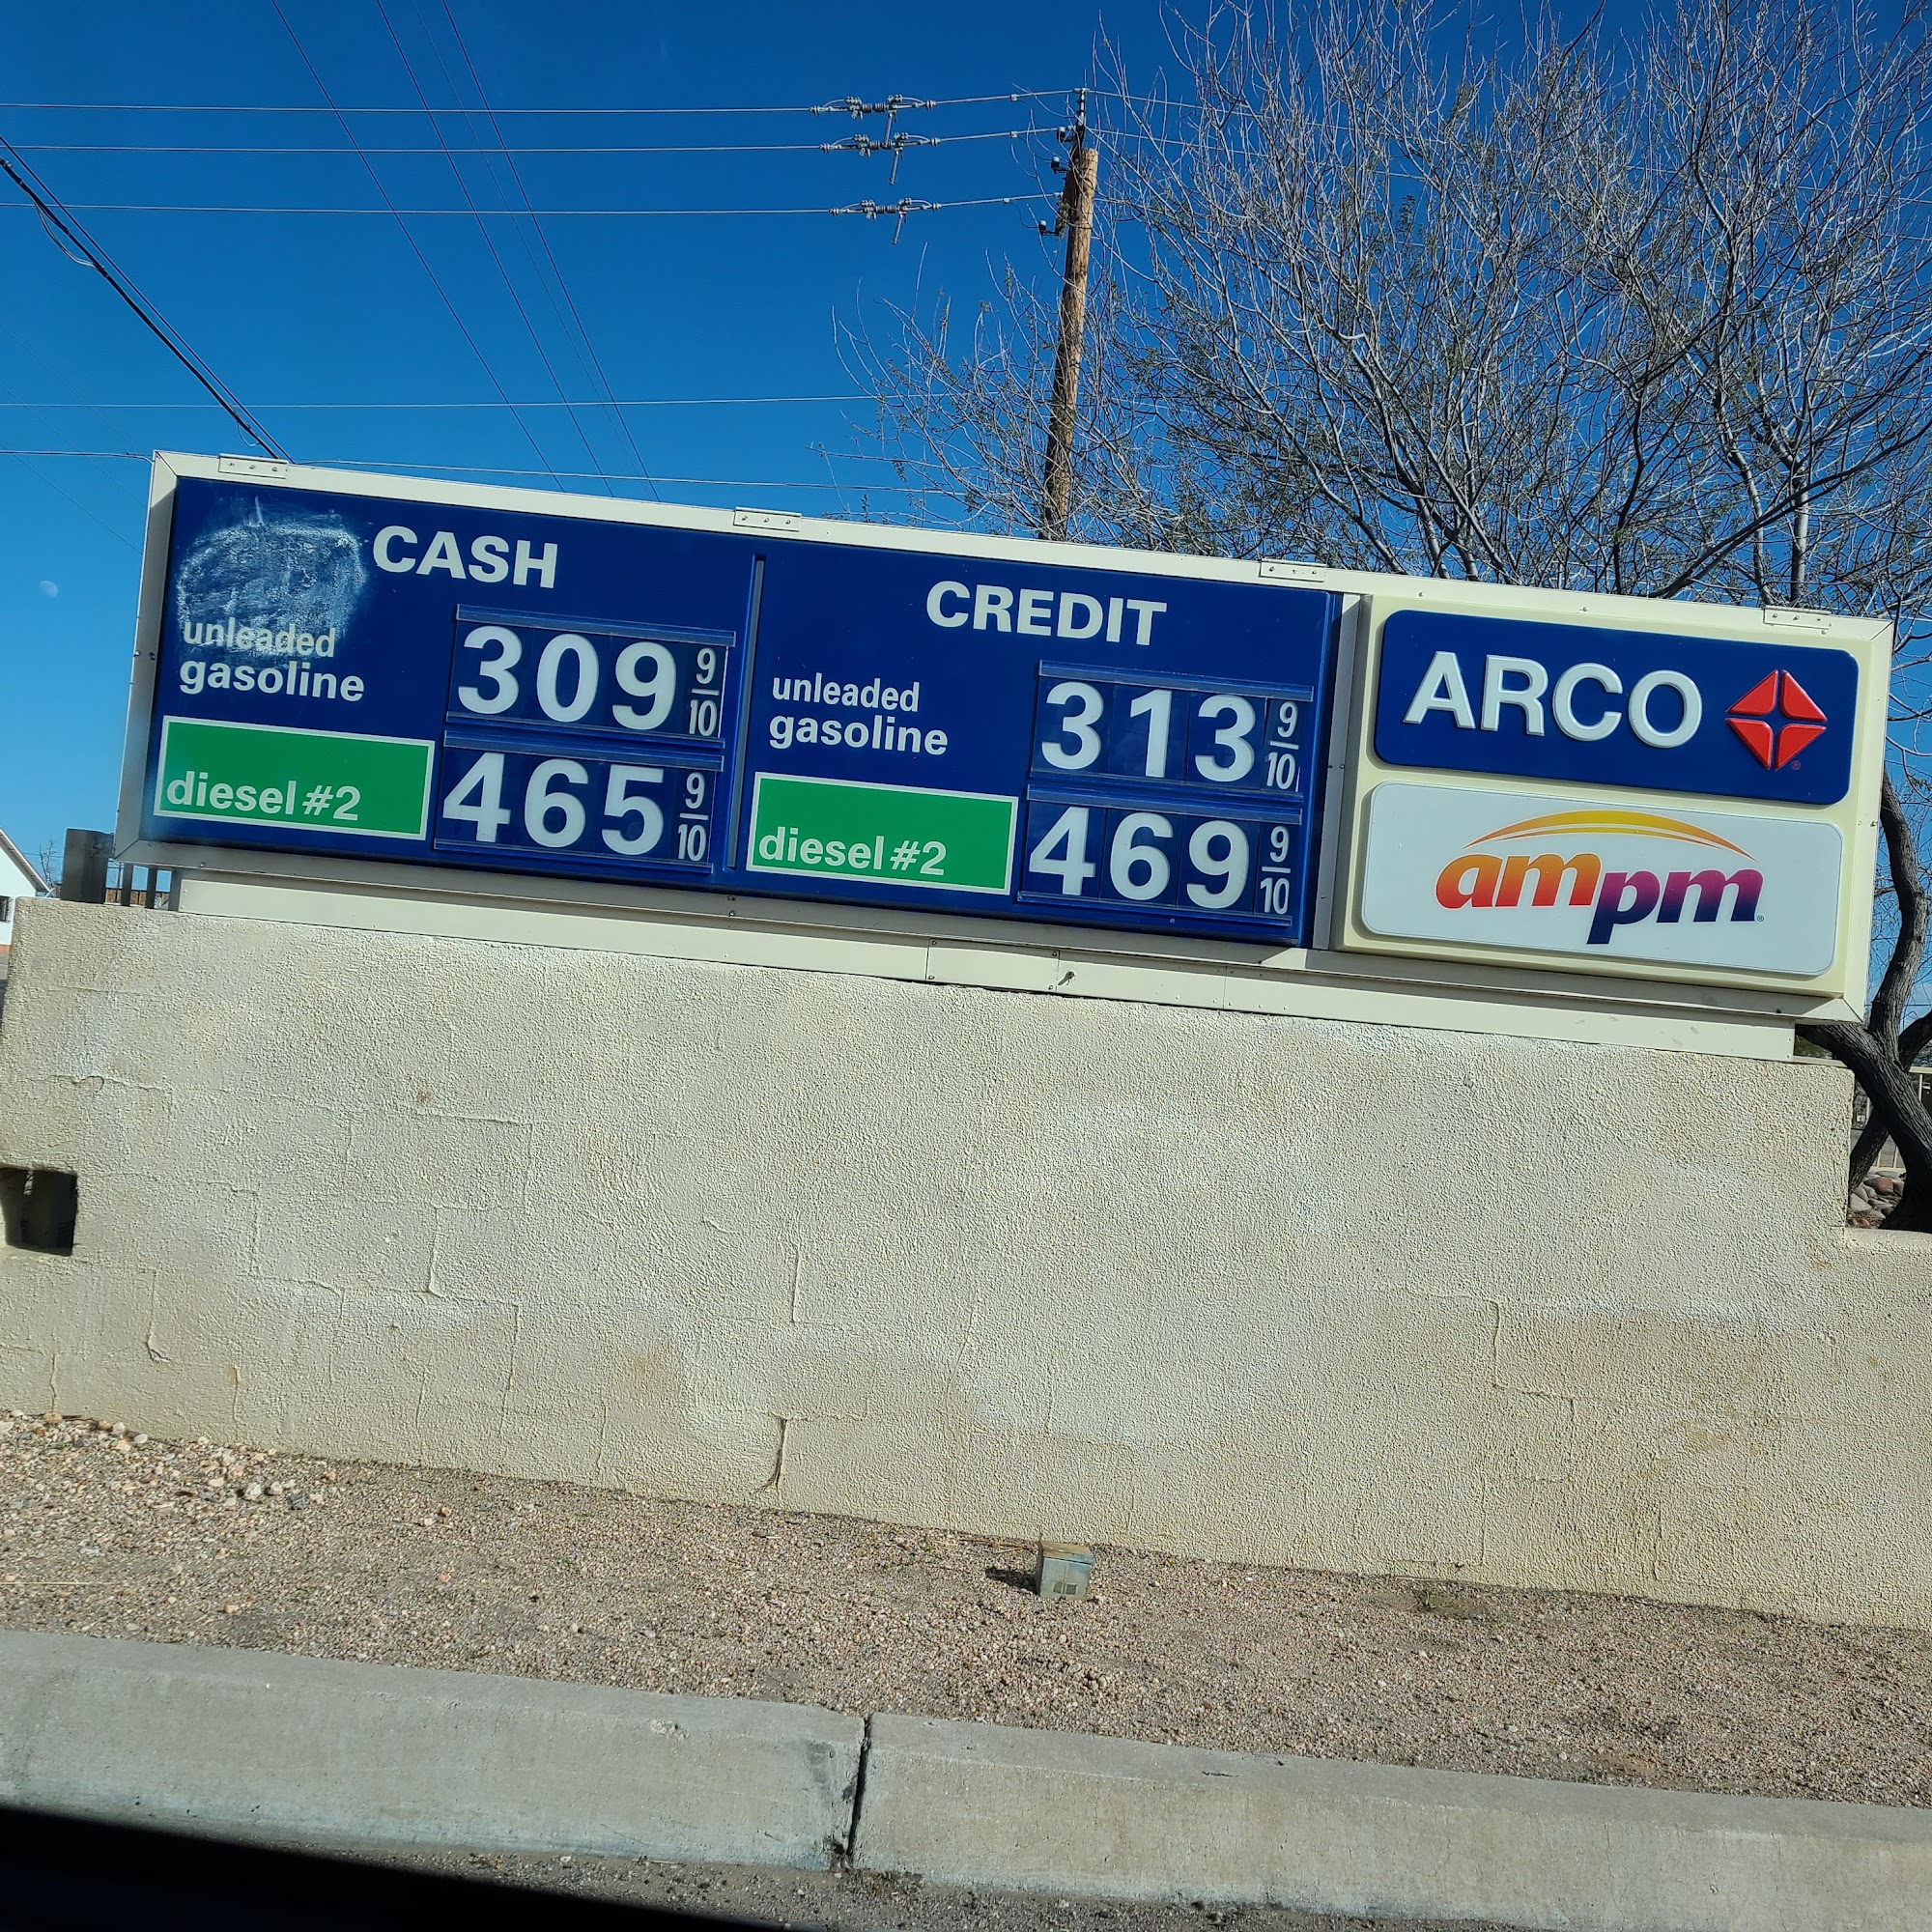 CASH
unleaded
gasoline
309 9/10
diesel #2
465 9/10
CREDIT
unleaded
gasoline
313 9/10
diesel #2
469 9/10
ARCO
ampm